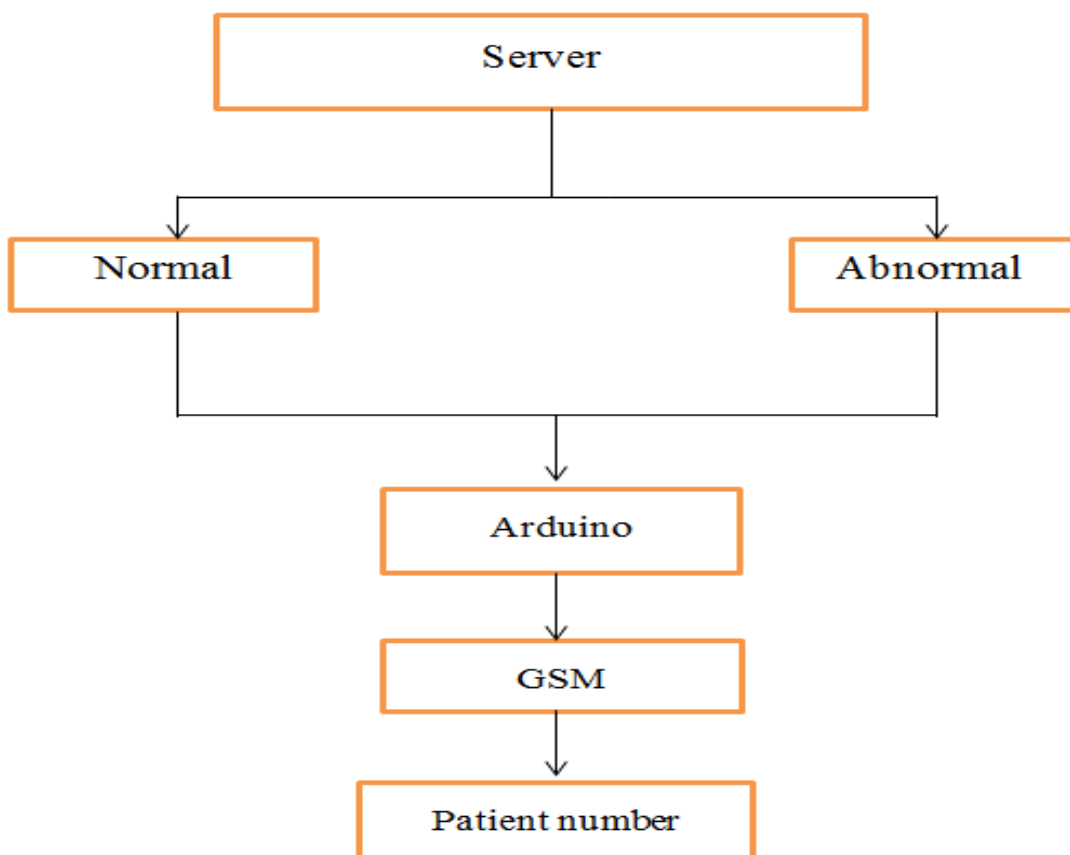 Server
Normal
Abnormal
Arduino
GSM
Patient number